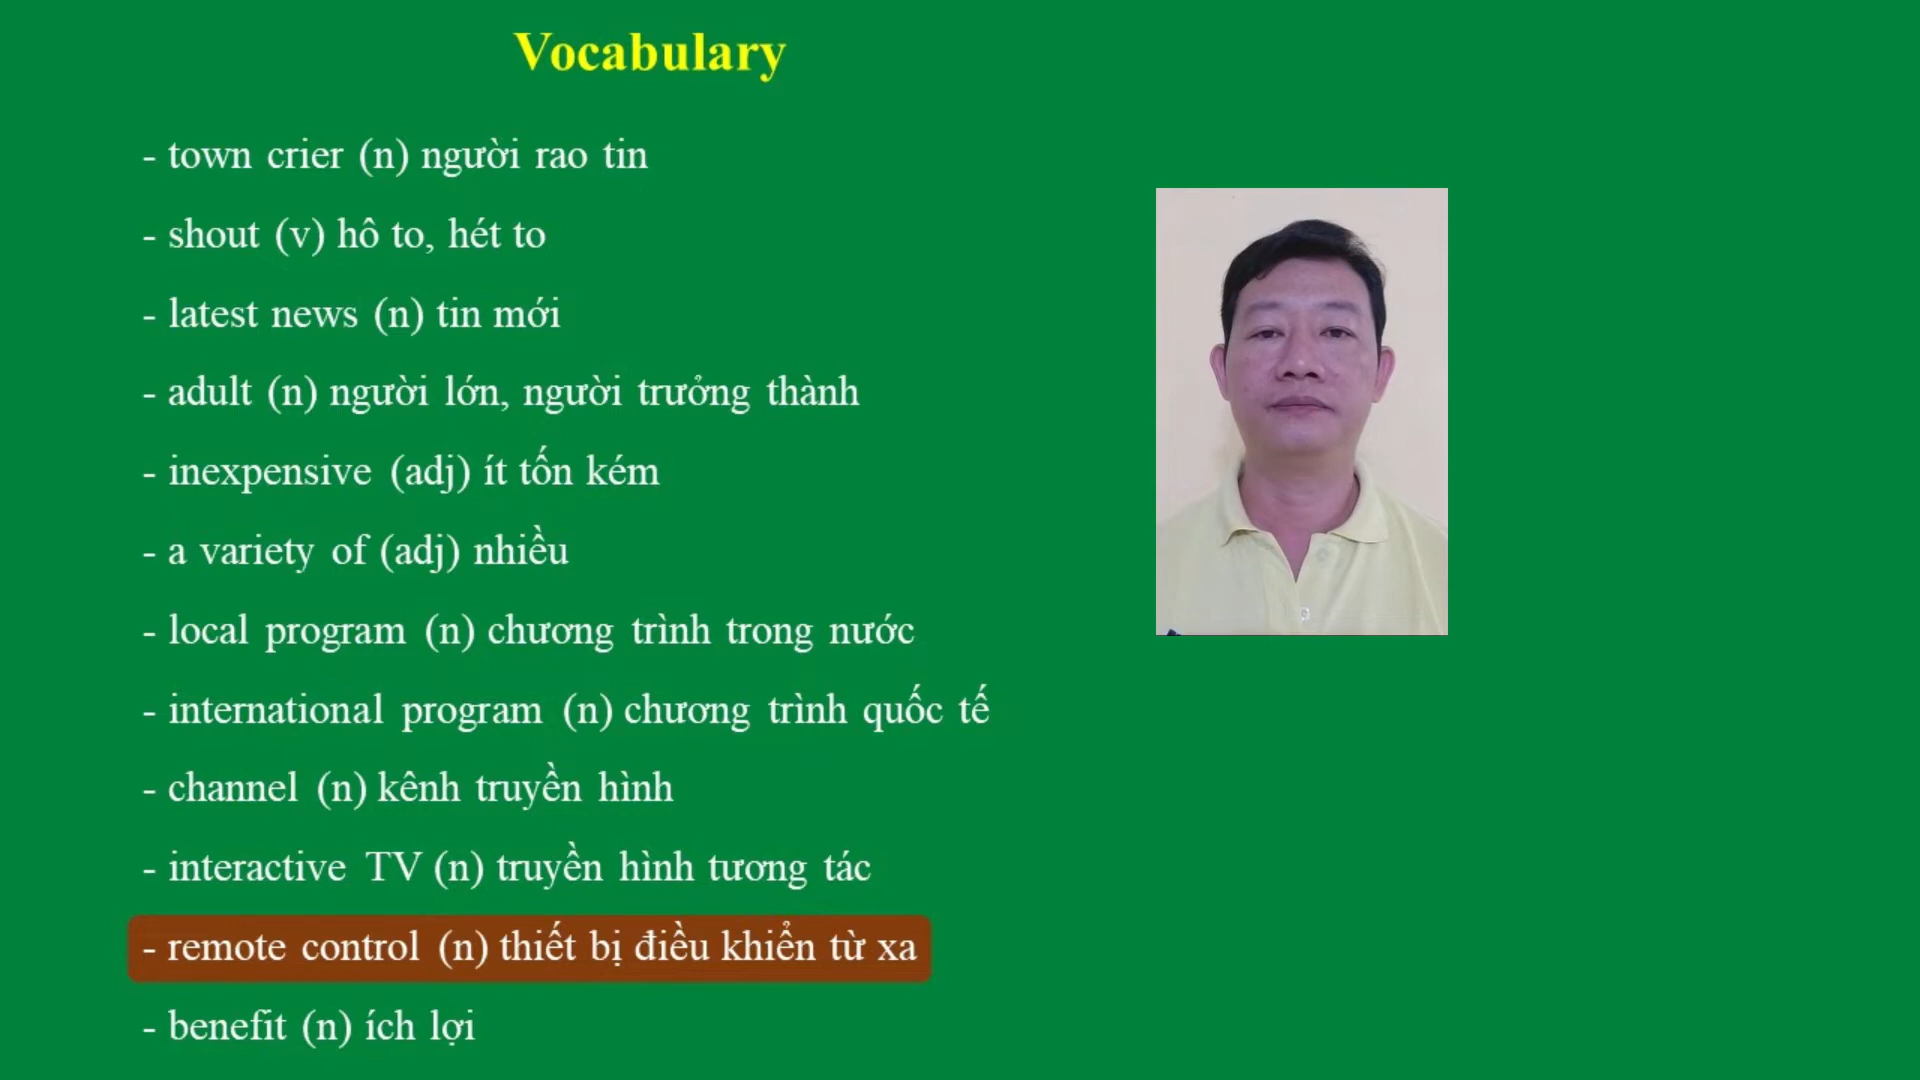 Vocabulary
- town crier (n) người rao tin
- shout (v) hô to, hét to
- latest news (n) tin mới
- adult (n) người lớn, người trưởng thành
- inexpensive (adj) ít tốn kém
- a variety of (adj) nhiều
- local program (n) chương trình trong nước
- international program (n) chương trình quốc tế
- channel (n) kênh truyền hình
- interactive TV (n) truyền hình tương tác
- remote control (n) thiết bị điều khiển từ xa
- benefit (n) ích lợi